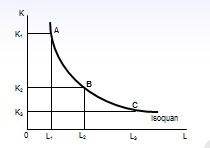 K
K₁ A
K₂ B
K₃ C
Isoquan
0 L₁ L₂ L₃ L